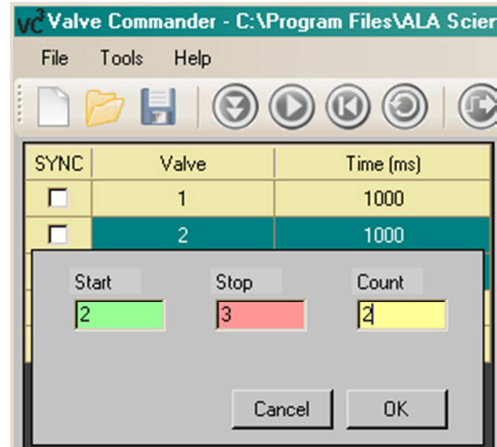 VC3 Valve Commander - C:\Program Files\ALA Scier
File Tools Help
SYNC Valve Time (ms)
1 1000
2 1000
Start Stop Count
2 3 2
Cancel OK